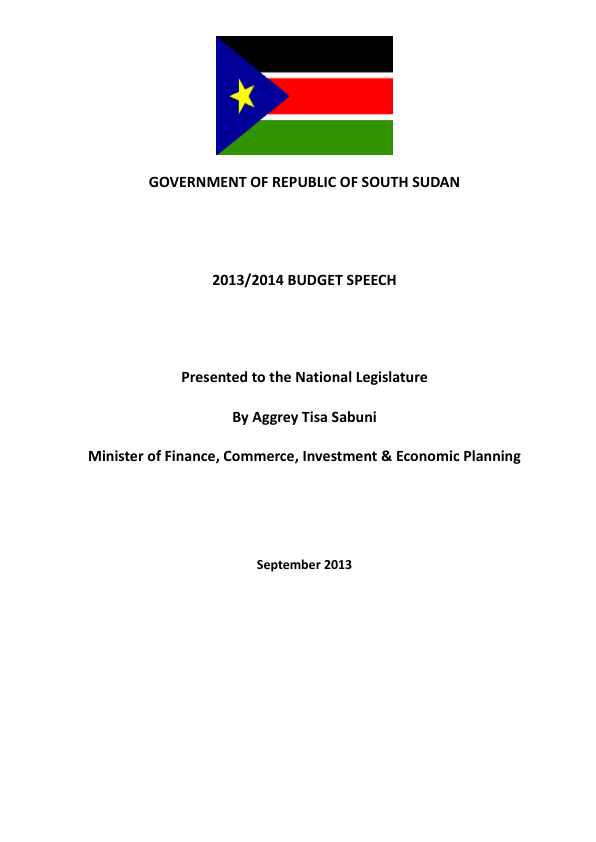 GOVERNMENT OF REPUBLIC OF SOUTH SUDAN
2013/2014 BUDGET SPEECH
Presented to the National Legislature
By Aggrey Tisa Sabuni
Minister of Finance, Commerce, Investment & Economic Planning
September 2013